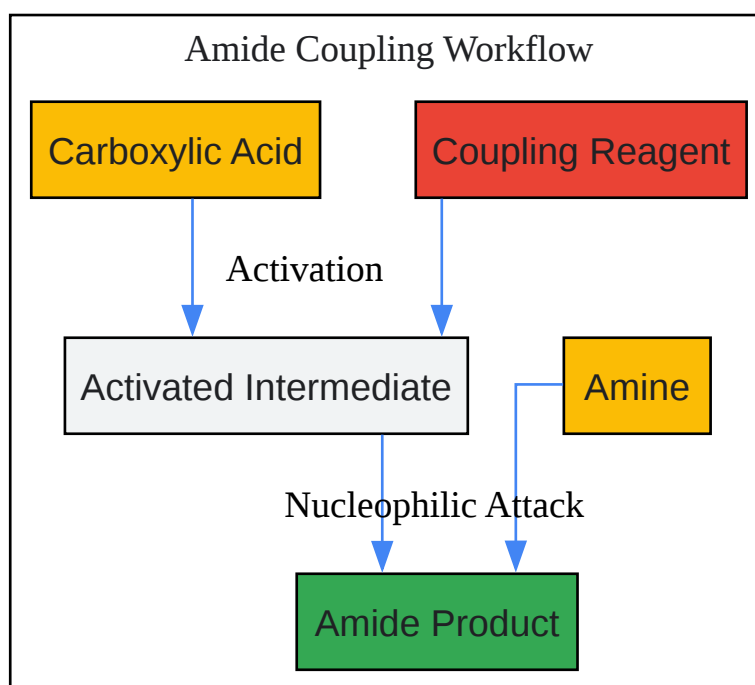 Amide Coupling Workflow
Carboxylic Acid
Coupling Reagent
Activation
Activated Intermediate
Amine
Nucleophilic Attack
Amide Product